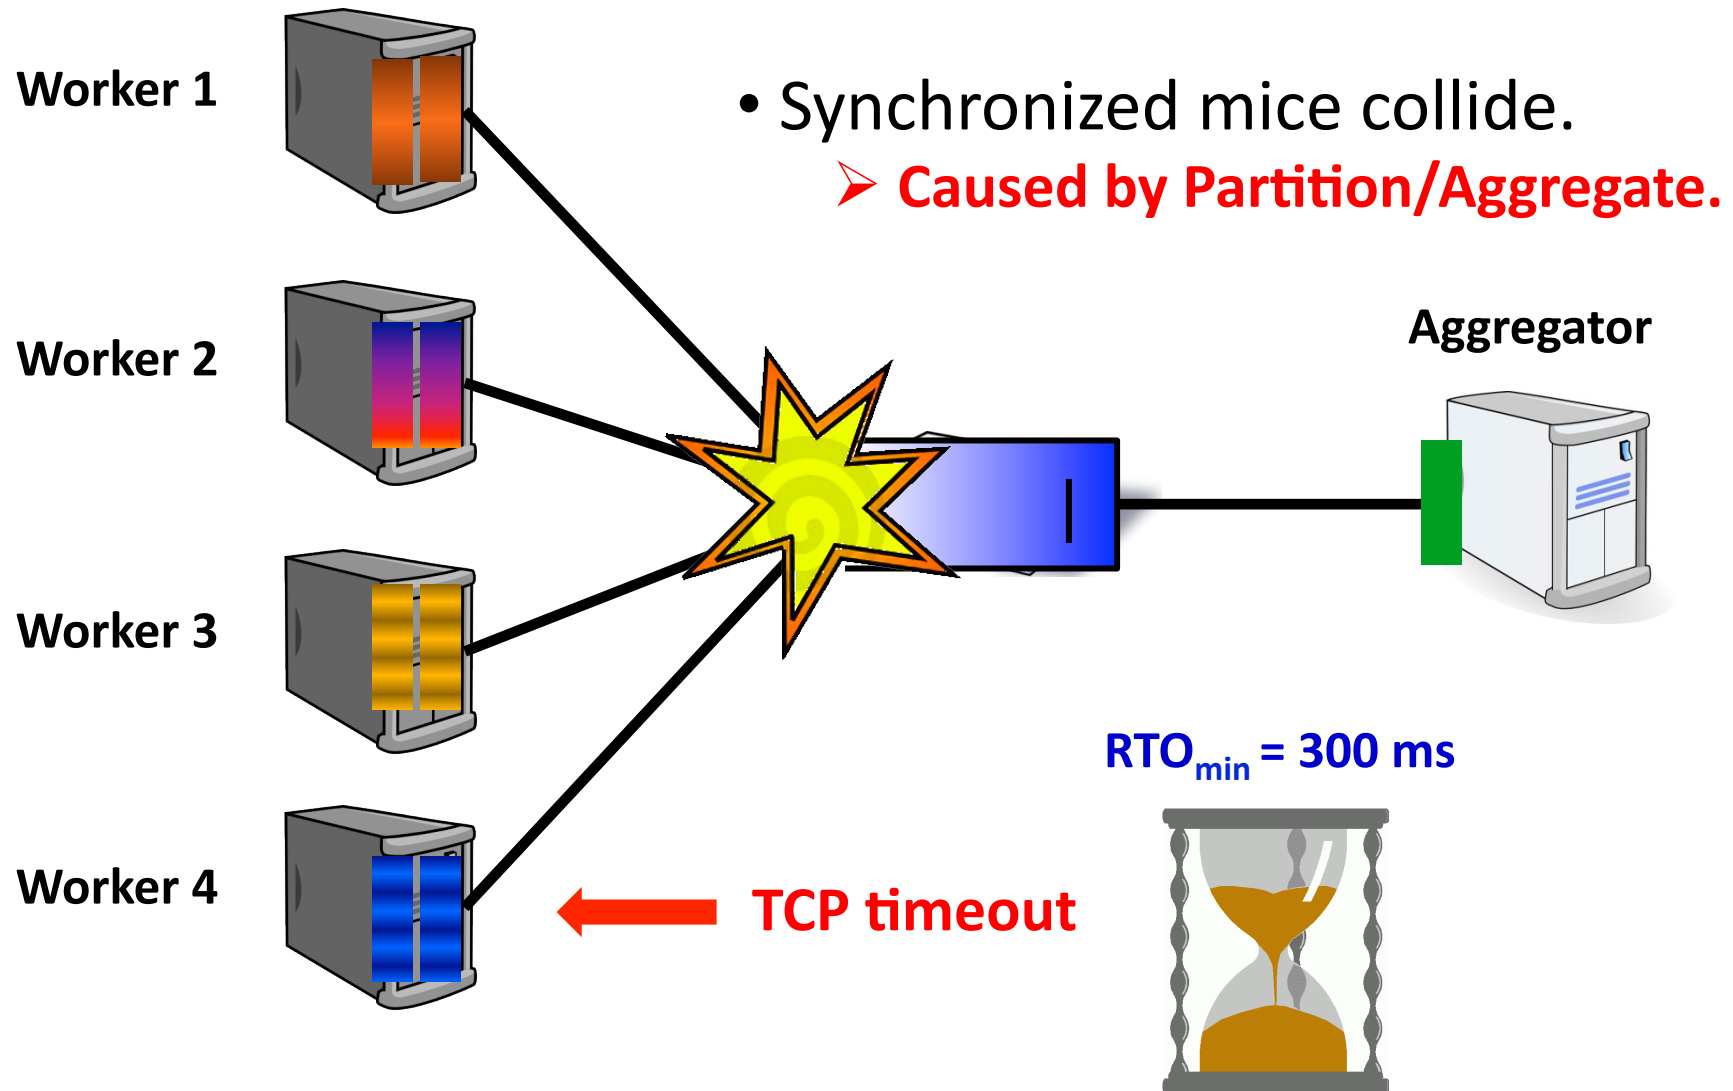 Worker 1
• Synchronized mice collide.
➢ Caused by Partition/Aggregate.
Worker 2
Aggregator
Worker 3
RTOmin = 300 ms
Worker 4
TCP timeout